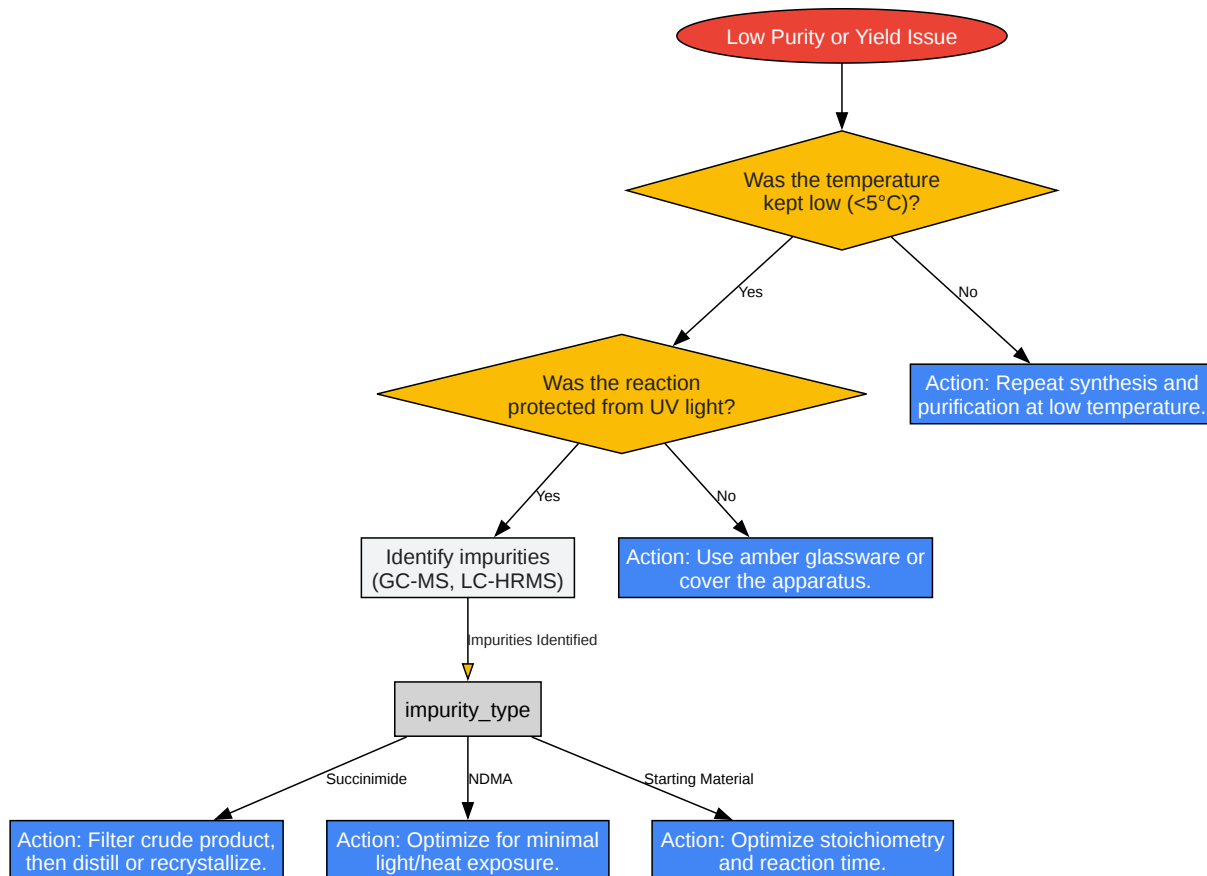 Low Purity or Yield Issue
Was the temperature
kept low (<5°C)?
Yes
No
Was the reaction
protected from UV light?
Action: Repeat synthesis and
purification at low temperature.
Yes
No
Identify impurities
(GC-MS, LC-HRMS)
Action: Use amber glassware or
cover the apparatus.
Impurities Identified
impurity_type
Succinimide
NDMA
Starting Material
Action: Filter crude product,
then distill or recrystallize.
Action: Optimize for minimal
light/heat exposure.
Action: Optimize stoichiometry
and reaction time.